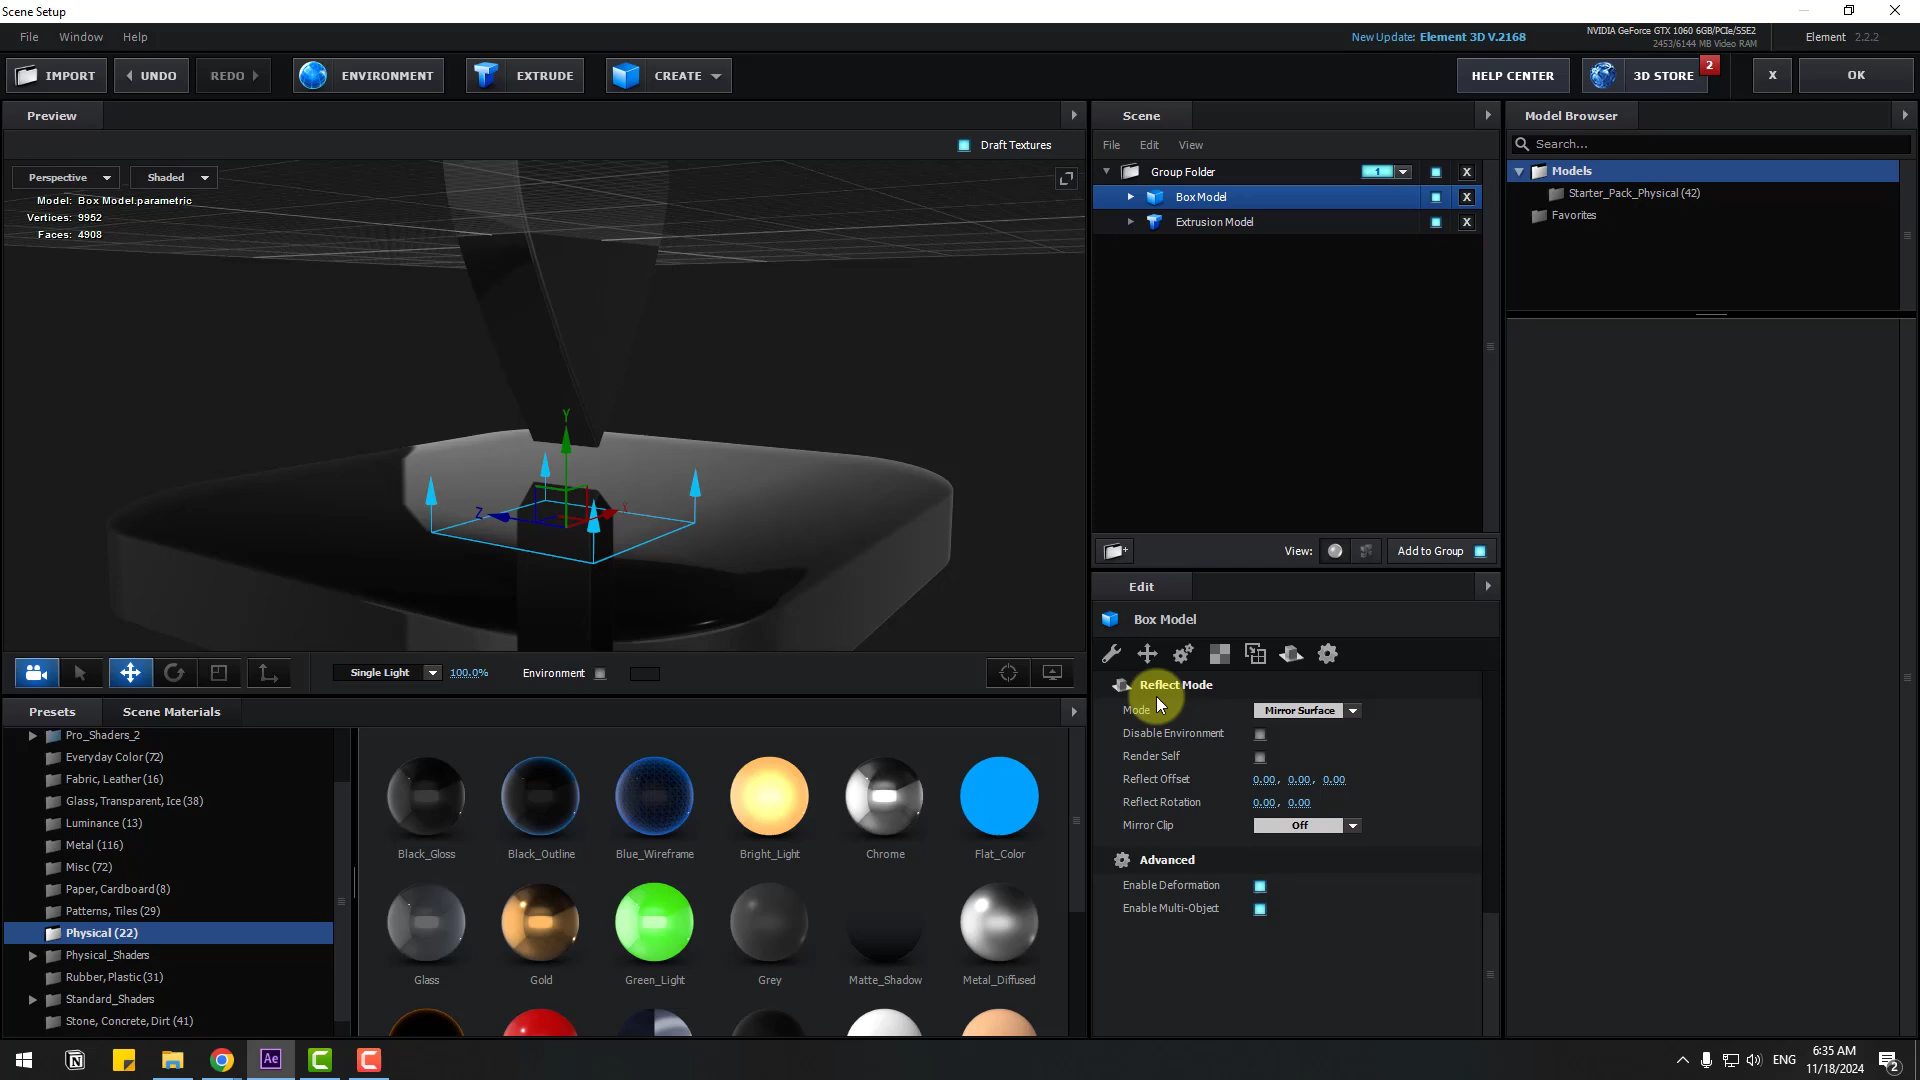 Scene Setup
File Window Help
New Update: Element 3D V.2168
NVIDIA GeForce GTX 1060 6GB/PCIe/SSE2
2453/6144 MB Video RAM
Element 2.2.2
IMPORT
UNDO
REDO
ENVIRONMENT
EXTRUDE
CREATE
HELP CENTER
3D STORE
2
X
OK
Preview
Draft Textures
Perspective
Shaded
Model: Box Model.parametric
Vertices: 9952
Faces: 4908
Y
Z
X
Single Light
100.0%
Environment
Scene
File Edit View
Group Folder
1
X
Box Model
X
Extrusion Model
X
View:
Add to Group
Model Browser
Search...
Models
Starter_Pack_Physical (42)
Favorites
Edit
Box Model
Reflect Mode
Mode
Mirror Surface
Disable Environment
Render Self
Reflect Offset
0.00, 0.00, 0.00
Reflect Rotation
0.00, 0.00
Mirror Clip
Off
Advanced
Enable Deformation
Enable Multi-Object
Presets
Scene Materials
Pro_Shaders_2
Everyday Color (72)
Fabric, Leather (16)
Glass, Transparent, Ice (38)
Luminance (13)
Metal (116)
Misc (72)
Paper, Cardboard (8)
Patterns, Tiles (29)
Physical (22)
Physical_Shaders
Rubber, Plastic (31)
Standard_Shaders
Stone, Concrete, Dirt (41)
Black_Gloss
Black_Outline
Blue_Wireframe
Bright_Light
Chrome
Flat_Color
Glass
Gold
Green_Light
Grey
Matte_Shadow
Metal_Diffused
Ae
C
C
ENG
6:35 AM
11/18/2024
2